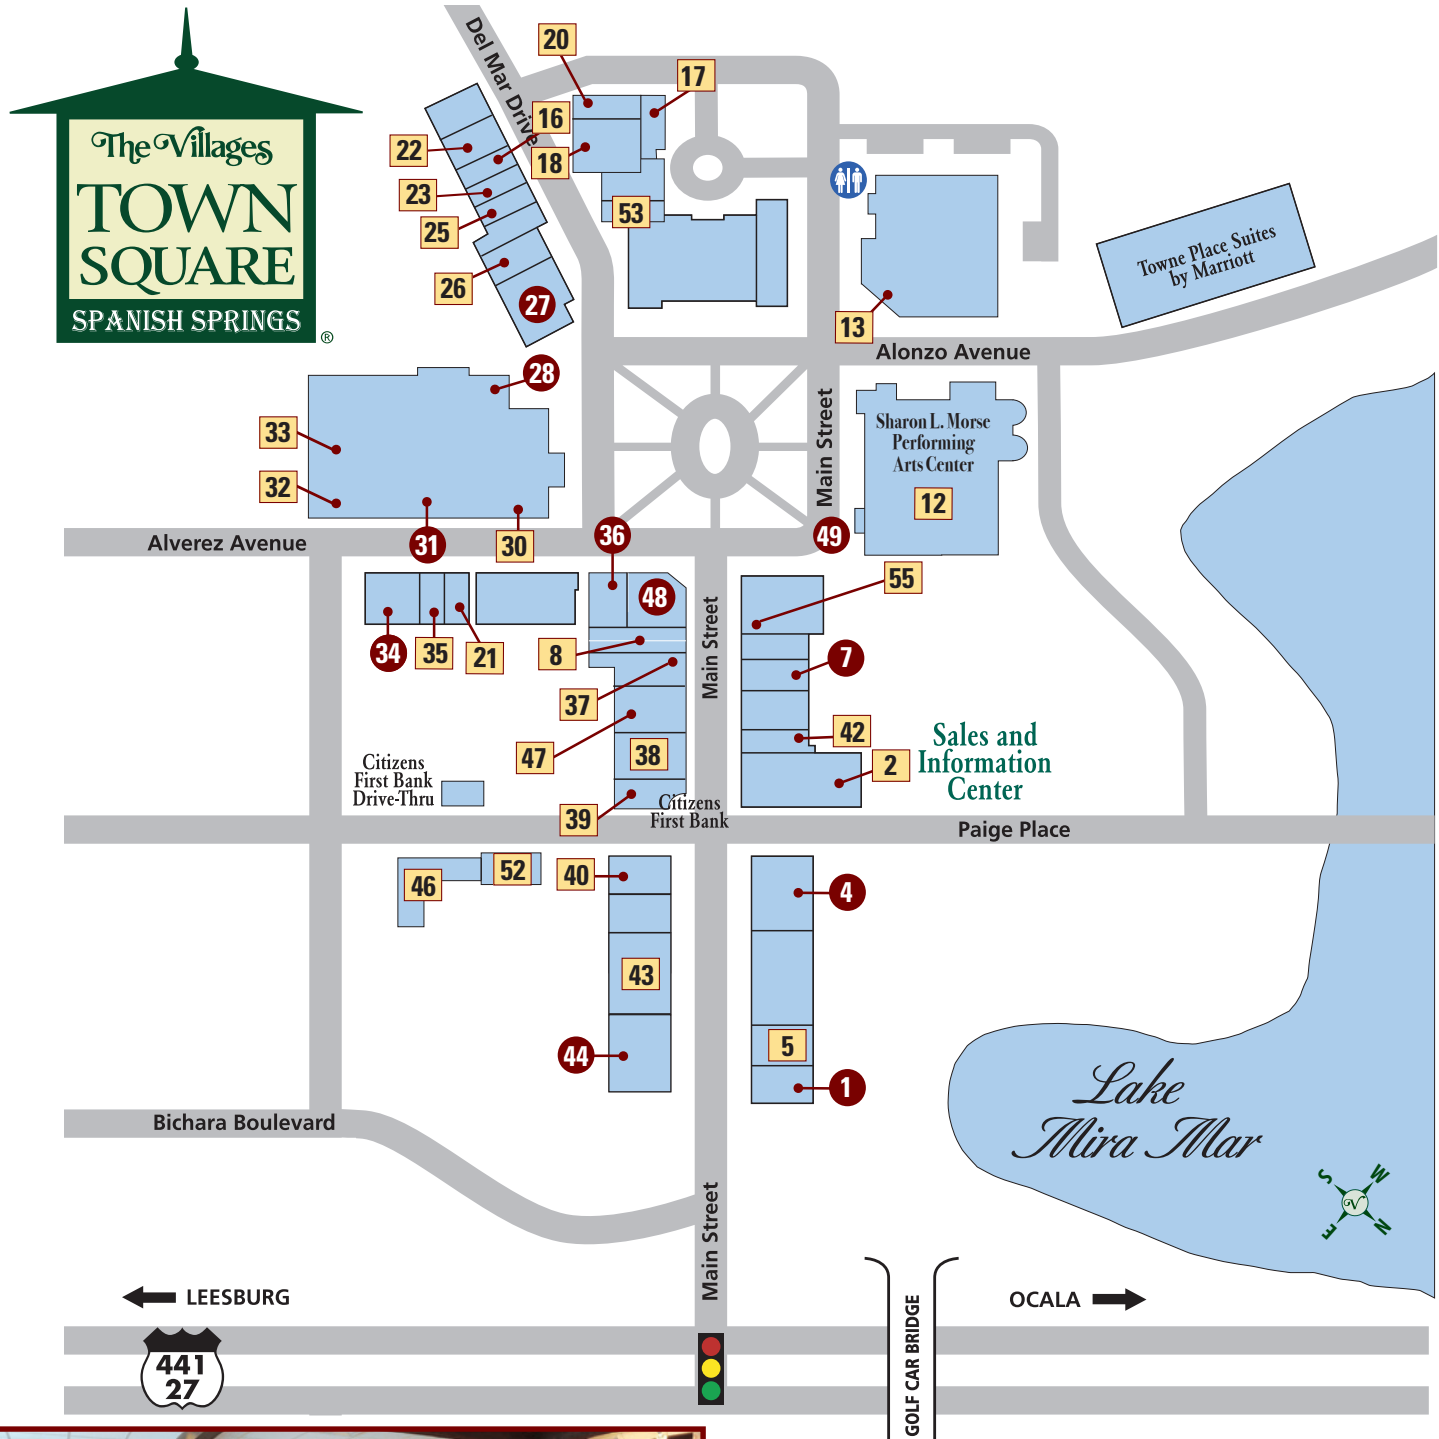 The Villages
TOWN
SQUARE
SPANISH SPRINGS
®
Del Mar Drive
20
17
16
22
18
23
53
25
26
27
13
Towne Place Suites
by Marriott
Alonzo Avenue
28
33
32
31
30
Main Street
Sharon L. Morse
Performing
Arts Center
12
Alverez Avenue
36
49
55
48
34
35
21
8
7
37
47
38
42
2
39
Main Street
Sales and
Information
Center
Citizens
First Bank
Drive-Thru
Citizens
First Bank
Paige Place
46
52
40
4
43
5
44
1
Bichara Boulevard
Lake
Mira Mar
S
W
E
N
V
Main Street
LEESBURG
OCALA
441
27
GOLF CAR BRIDGE